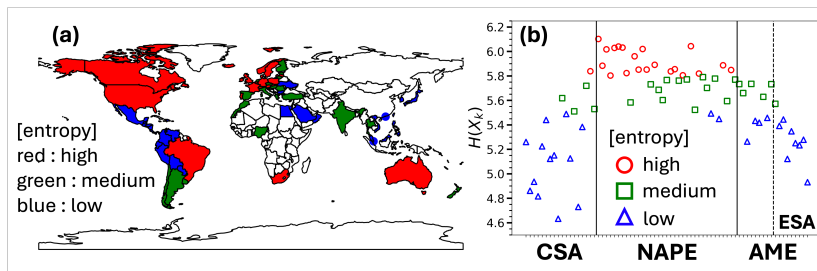 (a)
[entropy]
red : high
green : medium
blue : low
(b)
H(Xₖ)
6.2
6.0
5.8
5.6
5.4
5.2
5.0
4.8
4.6
[entropy]
high
medium
low
ESA
CSA NAPE AME